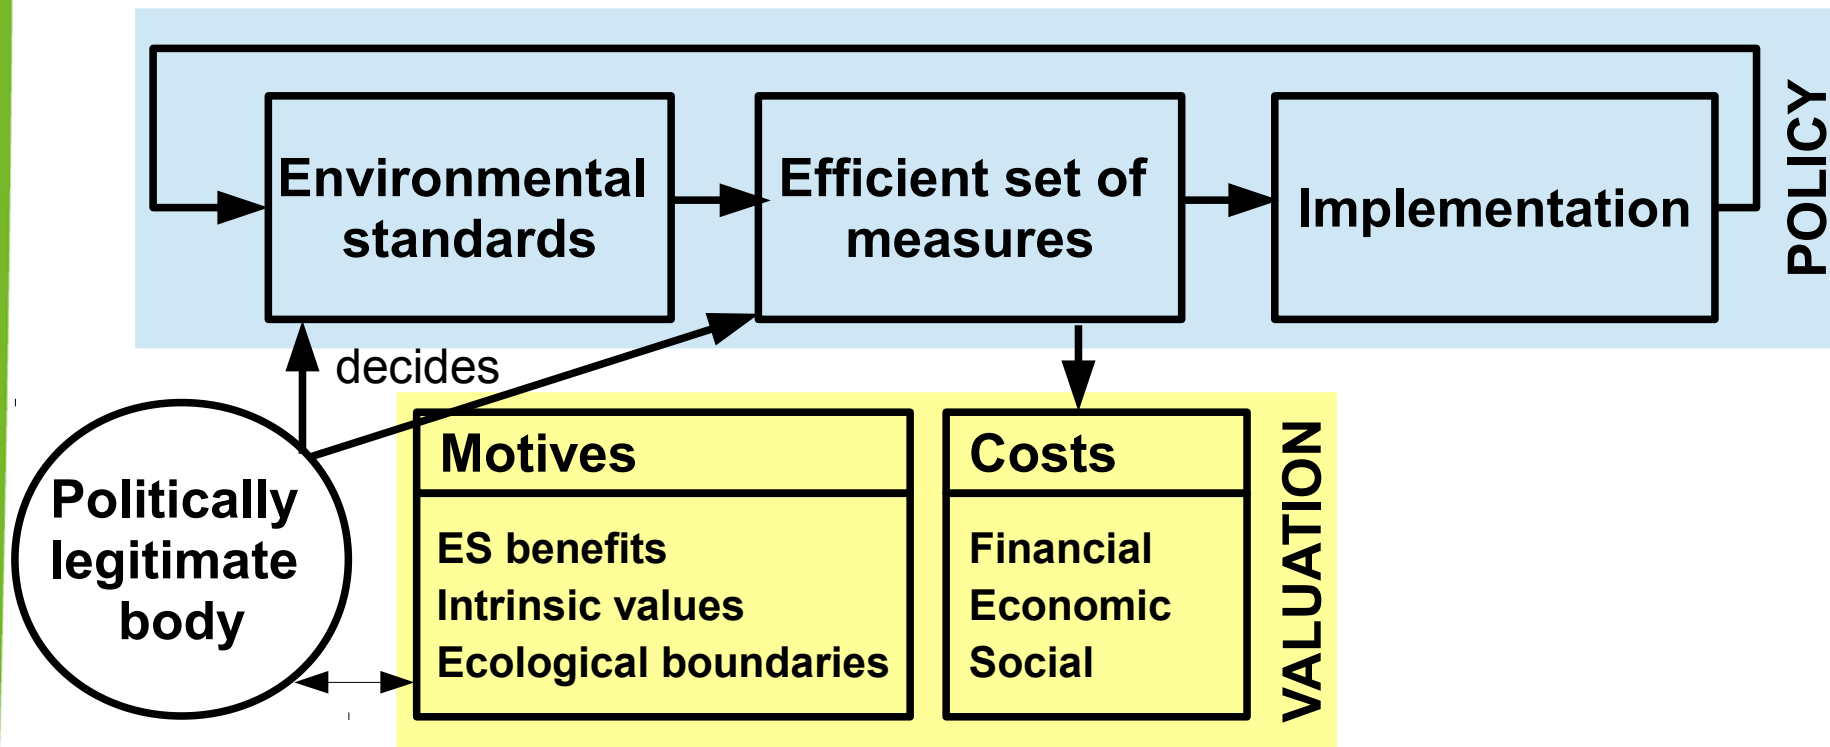 Environmental
standards
Efficient set of
measures
Implementation
POLICY
decides
Politically
legitimate
body
Motives
ES benefits
Intrinsic values
Ecological boundaries
Costs
Financial
Economic
Social
VALUATION